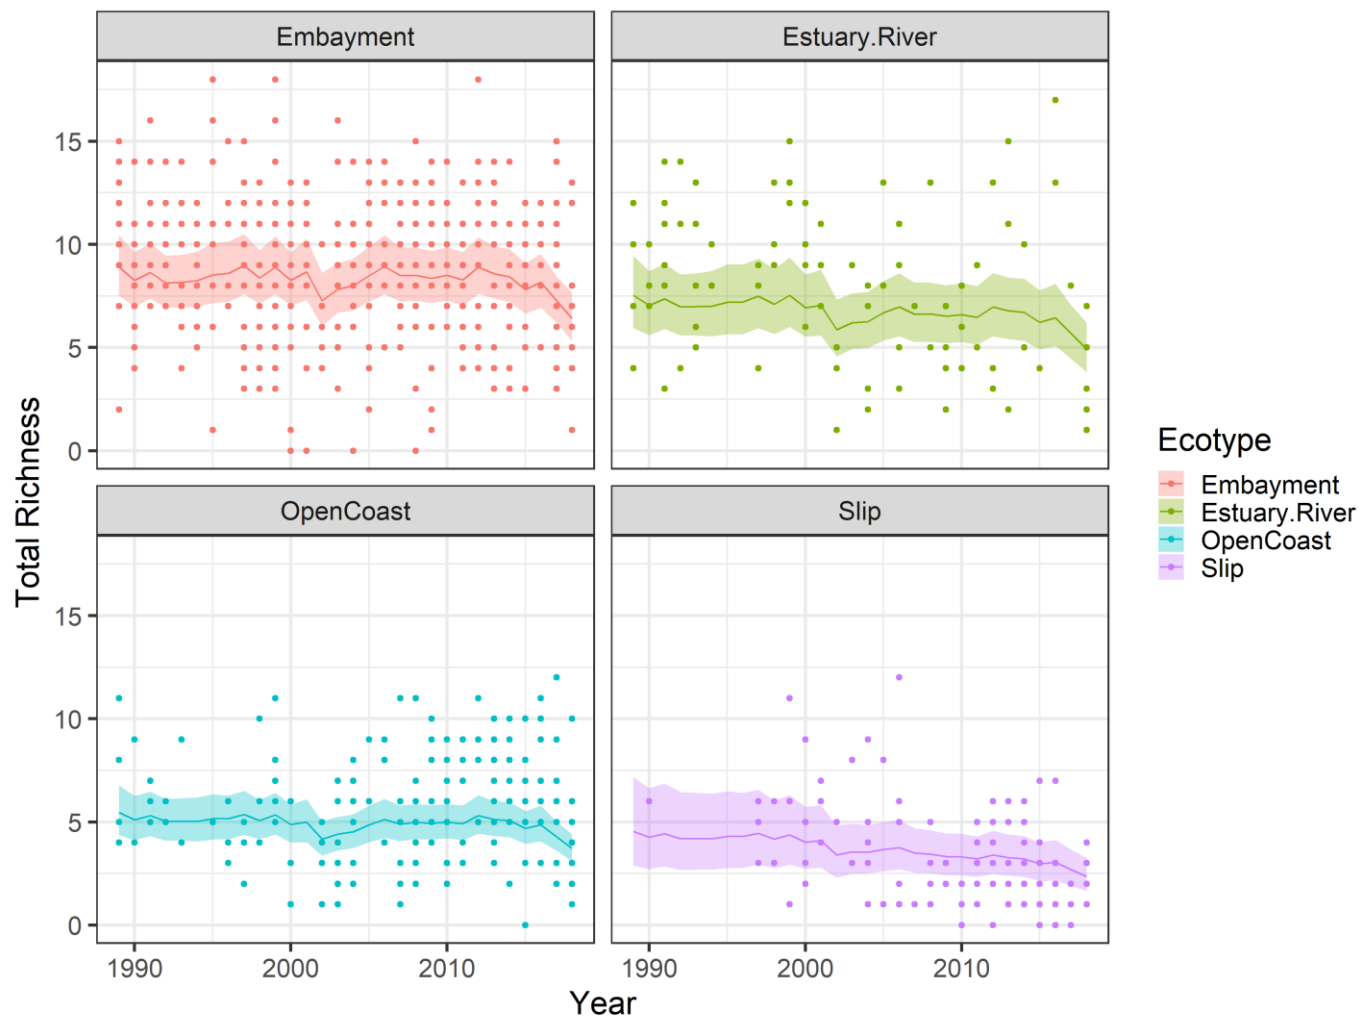 Embayment
Estuary.River
15
10
5
0
OpenCoast
Slip
15
10
5
0
1990
2000
2010
1990
2000
2010
Total Richness
Year
Ecotype
Embayment
Estuary.River
OpenCoast
Slip